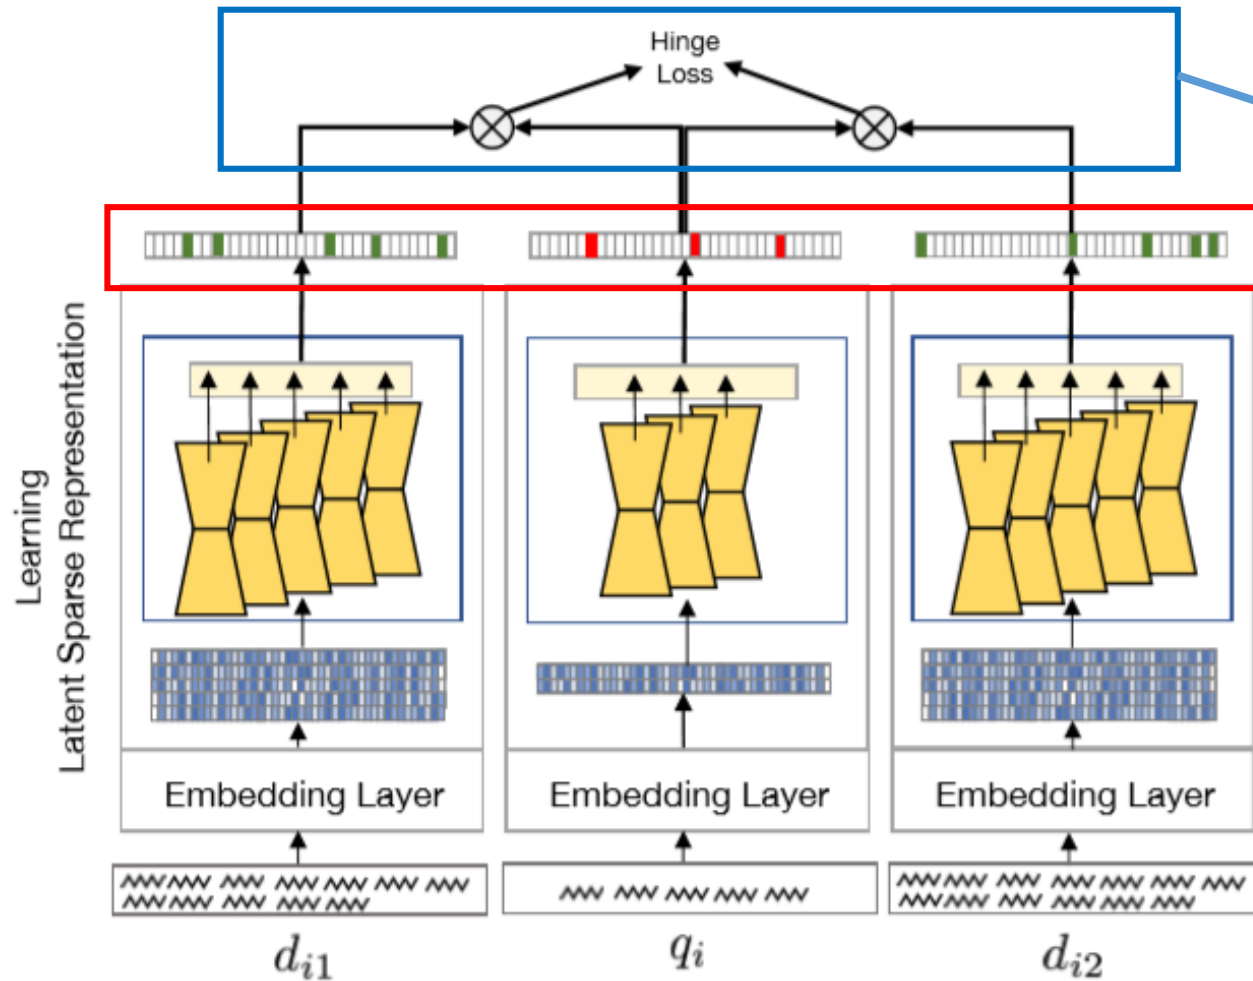 Hinge
Loss
Learning
Latent Sparse Representation
Embedding Layer
Embedding Layer
Embedding Layer
d_{i1}
q_i
d_{i2}